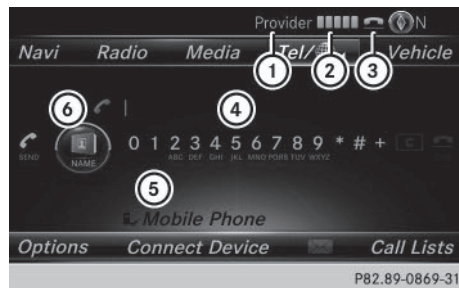 Provider N
Navi Radio Media Tel/ Vehicle
1 2 3
6 4
SEND NAME 0 1 2 3 4 5 6 7 8 9 * # +
ABC DEF GHI JKL MNO PQRS TUV WXYZ
5
Mobile Phone
Options Connect Device Call Lists
P82.89-0869-31